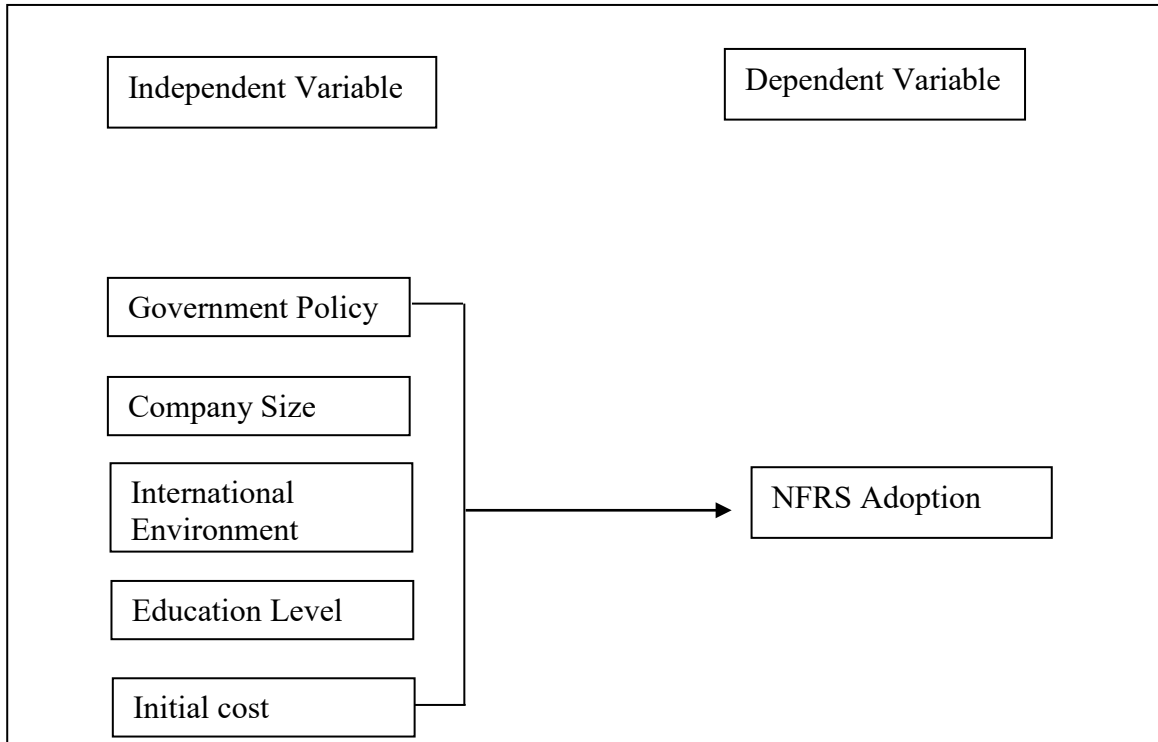 Independent Variable
Dependent Variable
Government Policy
Company Size
International
Environment
NFRS Adoption
Education Level
Initial cost